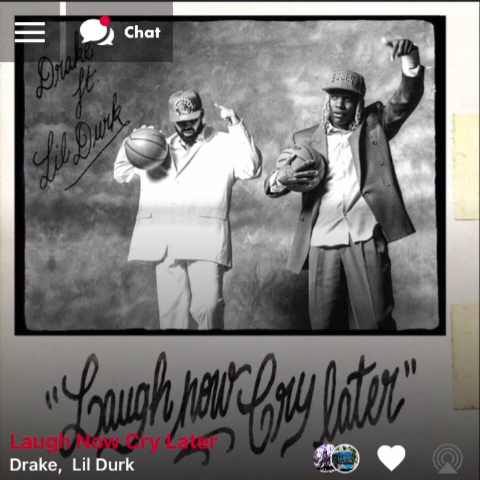 Chat
Drake
ft.
Lil Durk
"Laugh now Cry later"
Laugh Now Cry Later
Drake, Lil Durk